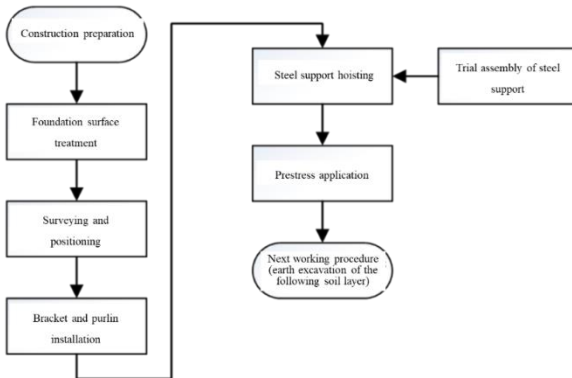 Construction preparation
Foundation surface
treatment
Surveying and
positioning
Bracket and purlin
installation
Steel support hoisting
Trial assembly of steel
support
Prestress application
Next working procedure
(earth excavation of the
following soil layer)